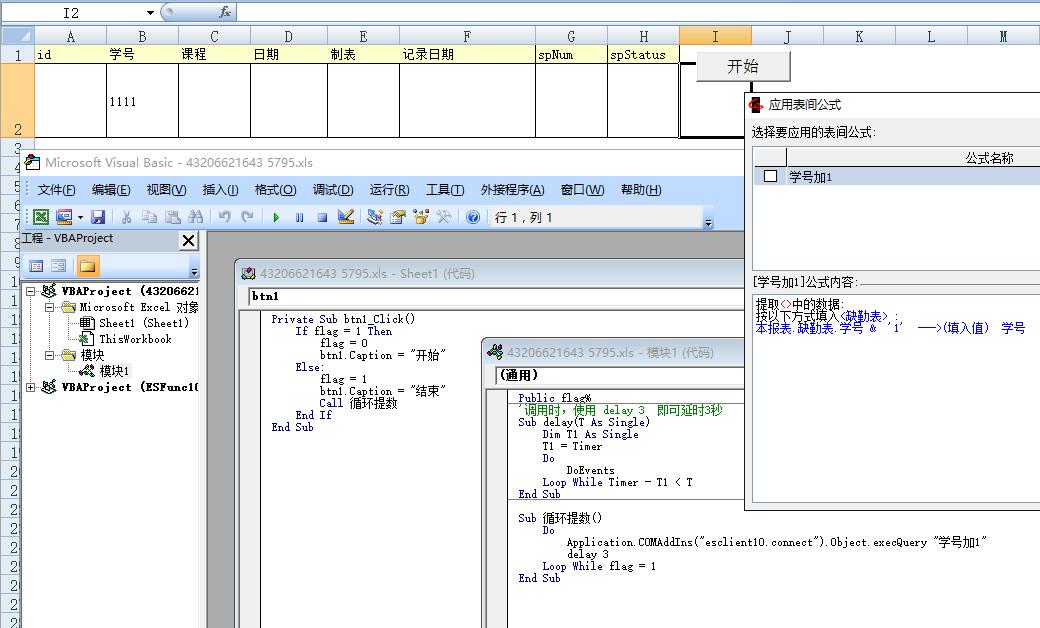 I2
fx
A B C D E F G H I J K L M
1 id 学号 课程 日期 制表 记录日期 spNum spStatus
开始
2 1111
应用表间公式
选择要应用的表间公式:
公式名称
学号加1
[学号加1]公式内容:
提取<>中的数据:
按以下方式填入<缺勤表> :
本报表.缺勤表.学号 & '1' --->(填入值) 学号
Microsoft Visual Basic - 43206621643 5795.xls
文件(F) 编辑(E) 视图(V) 插入(I) 格式(O) 调试(D) 运行(R) 工具(T) 外接程序(A) 窗口(W) 帮助(H)
行 1，列 1
工程 - VBAProject
VBAProject (4320662
Microsoft Excel 对象
Sheet1 (Sheet1)
ThisWorkbook
模块
模块1
VBAProject (ESFunc10
43206621643 5795.xls - Sheet1 (代码)
btn1
Private Sub btn1_Click()
If flag = 1 Then
flag = 0
btn1.Caption = "开始"
Else:
flag = 1
btn1.Caption = "结束"
Call 循环提数
End If
End Sub
43206621643 5795.xls - 模块1 (代码)
(通用)
Public flag%
'调用时，使用 delay 3 即可延时3秒
Sub delay(T As Single)
Dim T1 As Single
T1 = Timer
Do
DoEvents
Loop While Timer - T1 < T
End Sub
Sub 循环提数()
Do
Application.COMAddIns("esclient10.connect").Object.execQuery "学号加1"
delay 3
Loop While flag = 1
End Sub